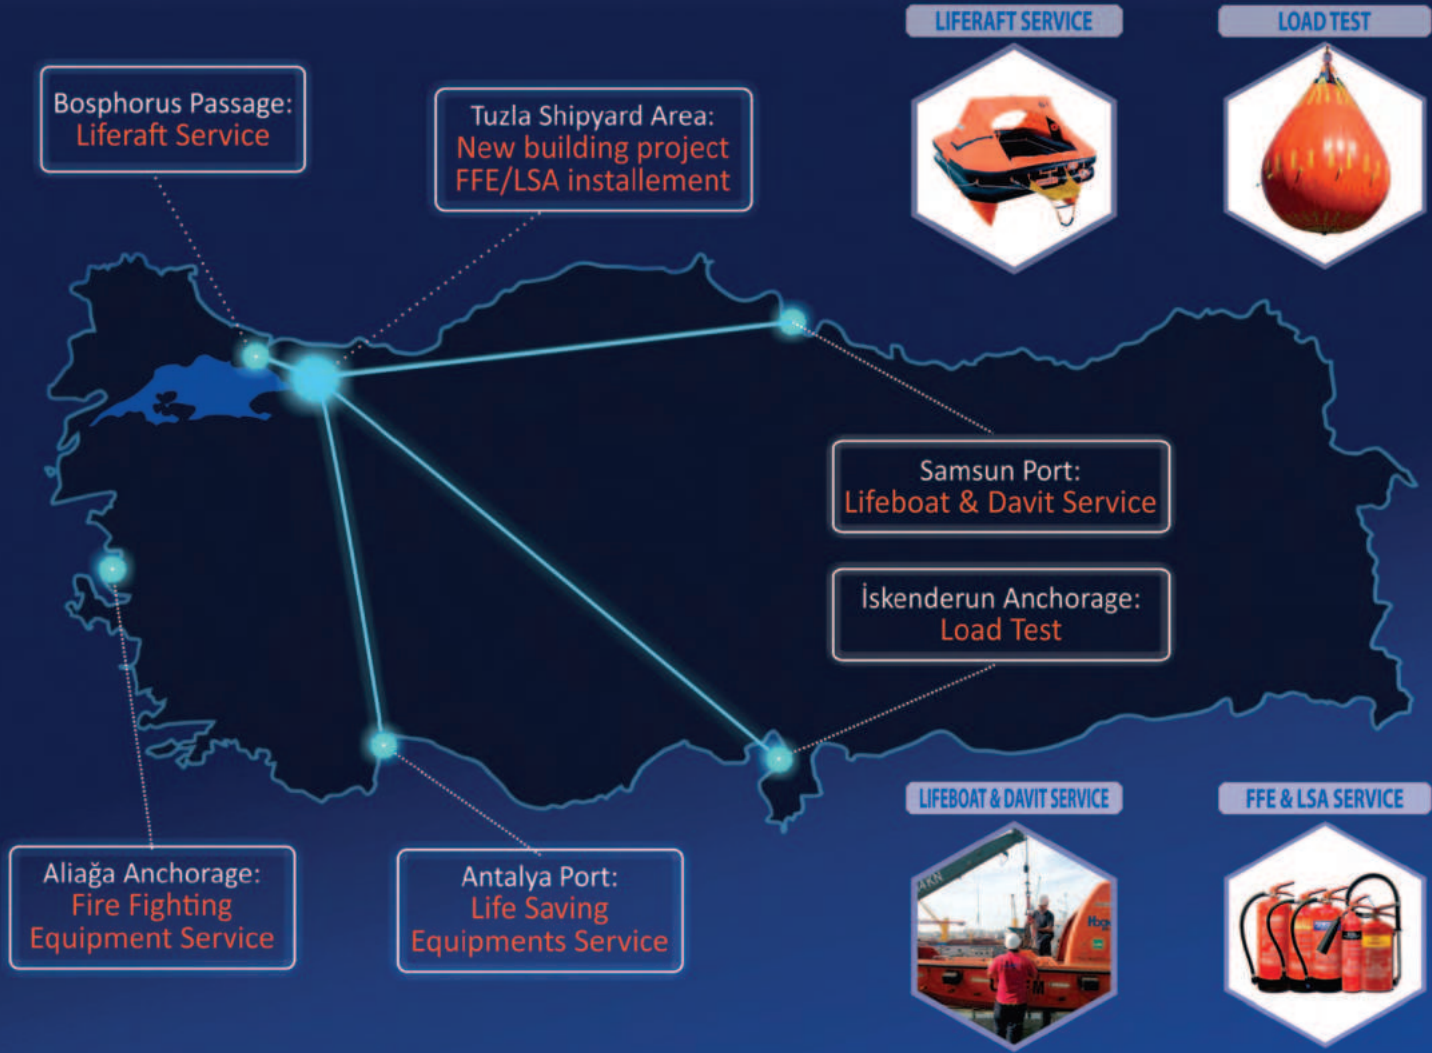 LIFERAFT SERVICE
LOAD TEST
Bosphorus Passage:
Liferaft Service
Tuzla Shipyard Area:
New building project
FFE/LSA installement
Samsun Port:
Lifeboat & Davit Service
İskenderun Anchorage:
Load Test
LIFEBOAT & DAVIT SERVICE
FFE & LSA SERVICE
Aliağa Anchorage:
Fire Fighting
Equipment Service
Antalya Port:
Life Saving
Equipments Service